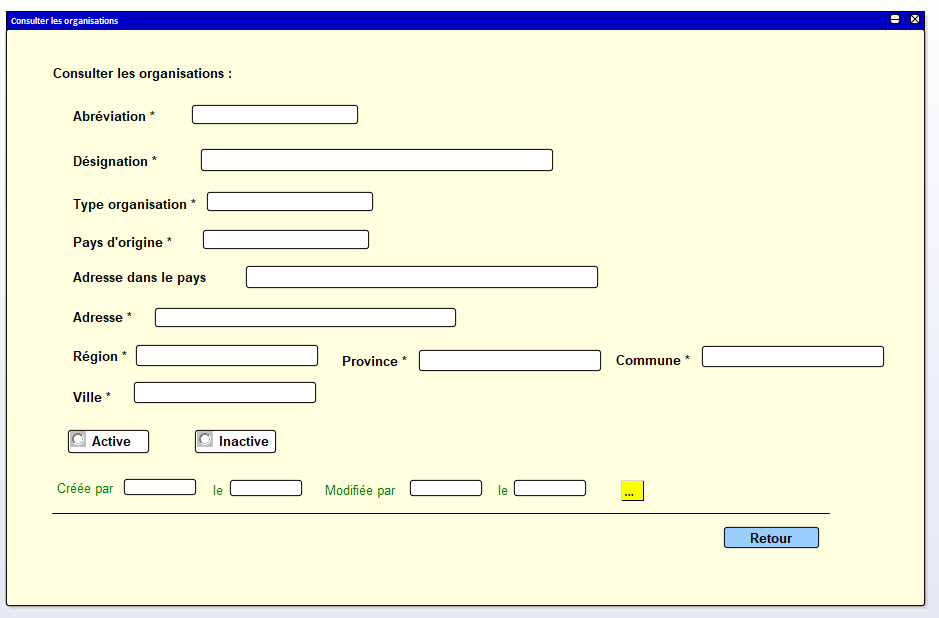 Consulter les organisations
Consulter les organisations :
Abréviation *
Désignation *
Type organisation *
Pays d'origine *
Adresse dans le pays
Adresse *
Région * Province * Commune *
Ville *
Active Inactive
Créée par le Modifiée par le ...
Retour